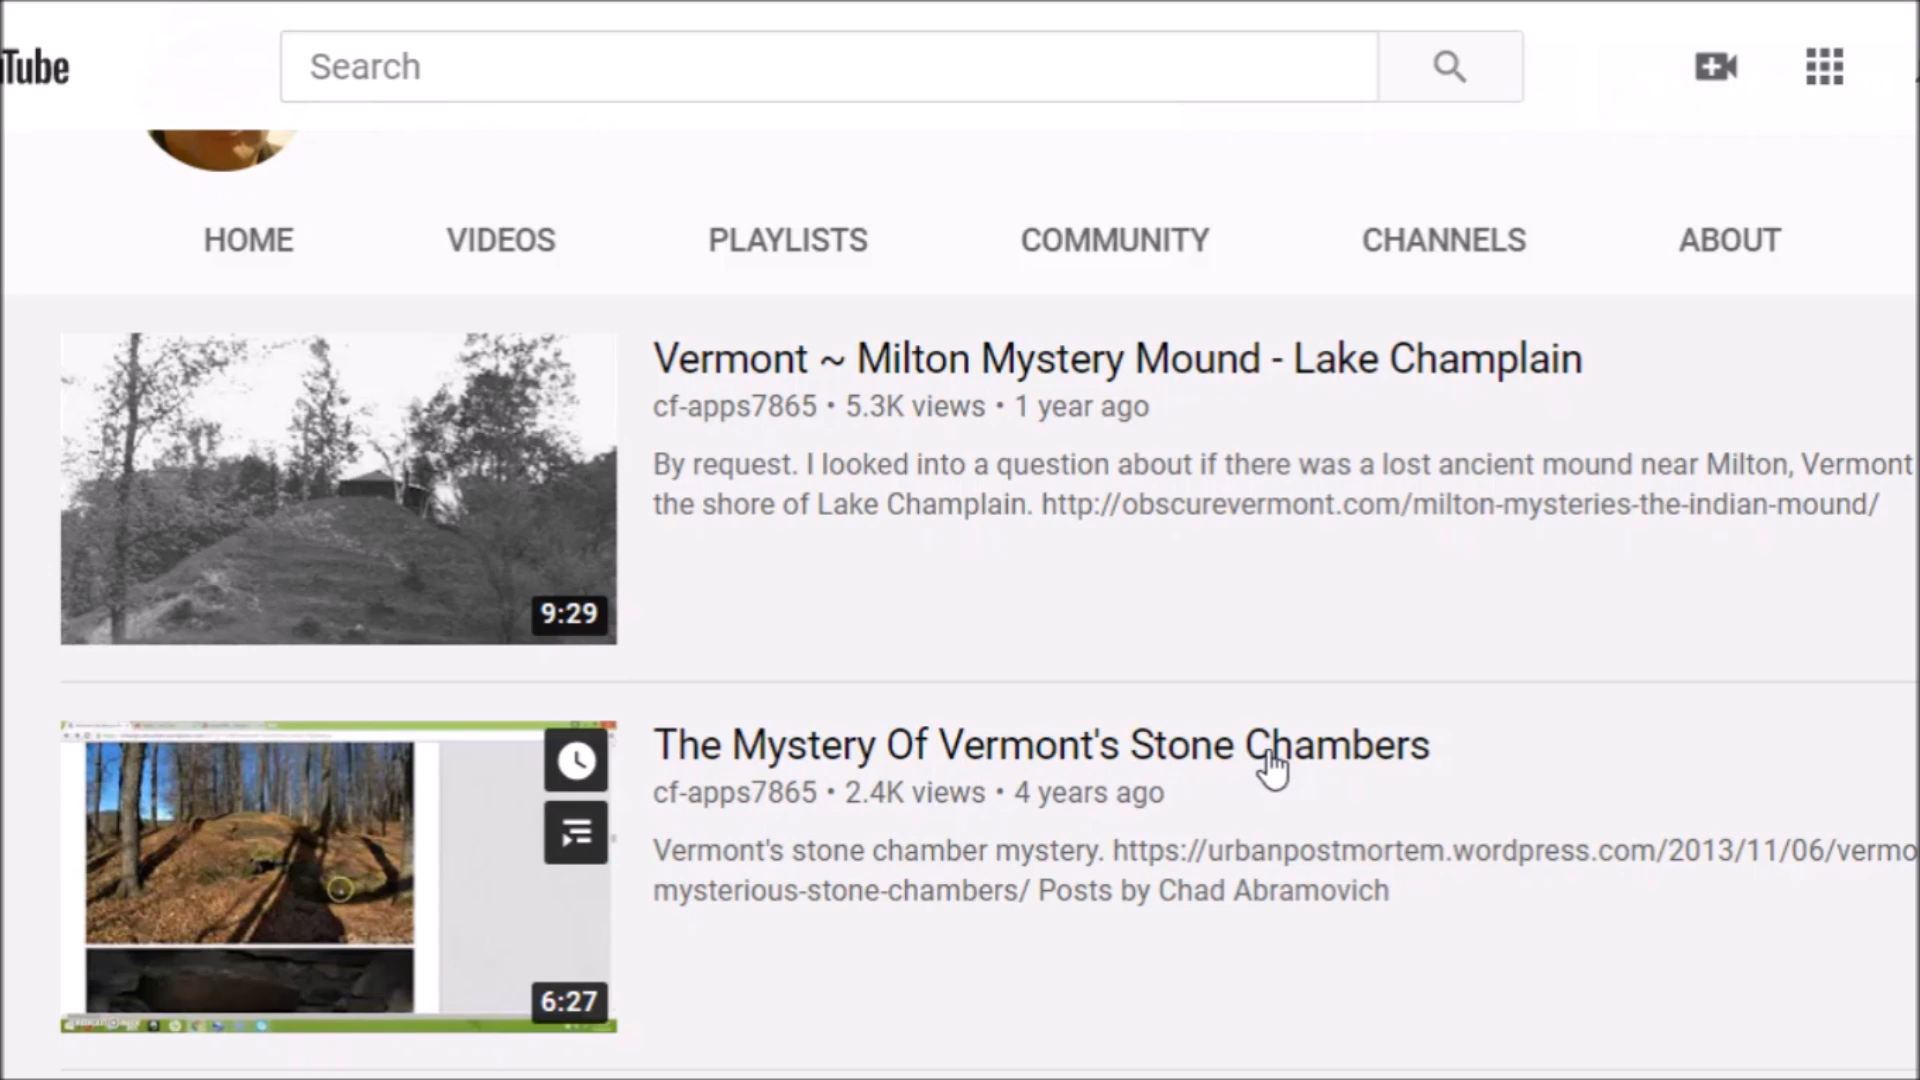 Tube
Search
HOME VIDEOS PLAYLISTS COMMUNITY CHANNELS ABOUT
Vermont ~ Milton Mystery Mound - Lake Champlain
cf-apps7865 • 5.3K views • 1 year ago
By request. I looked into a question about if there was a lost ancient mound near Milton, Vermont
the shore of Lake Champlain. http://obscurevermont.com/milton-mysteries-the-indian-mound/
9:29
The Mystery Of Vermont's Stone Chambers
cf-apps7865 • 2.4K views • 4 years ago
Vermont's stone chamber mystery. https://urbanpostmortem.wordpress.com/2013/11/06/vermo
mysterious-stone-chambers/ Posts by Chad Abramovich
6:27